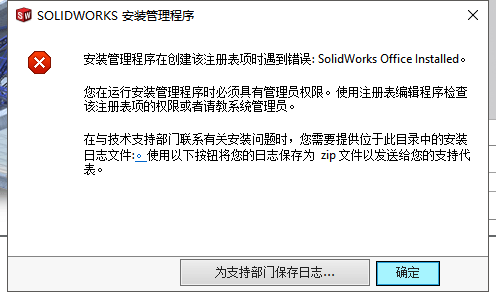 SOLIDWORKS 安装管理程序
安装管理程序在创建该注册表项时遇到错误: SolidWorks Office Installed。
您在运行安装管理程序时必须具有管理员权限。使用注册表编辑程序检查
该注册表项的权限或者请教系统管理员。
在与技术支持部门联系有关安装问题时，您需要提供位于此目录中的安装
日志文件:。使用以下按钮将您的日志保存为 zip 文件以发送给您的支持代
表。
为支持部门保存日志...
确定